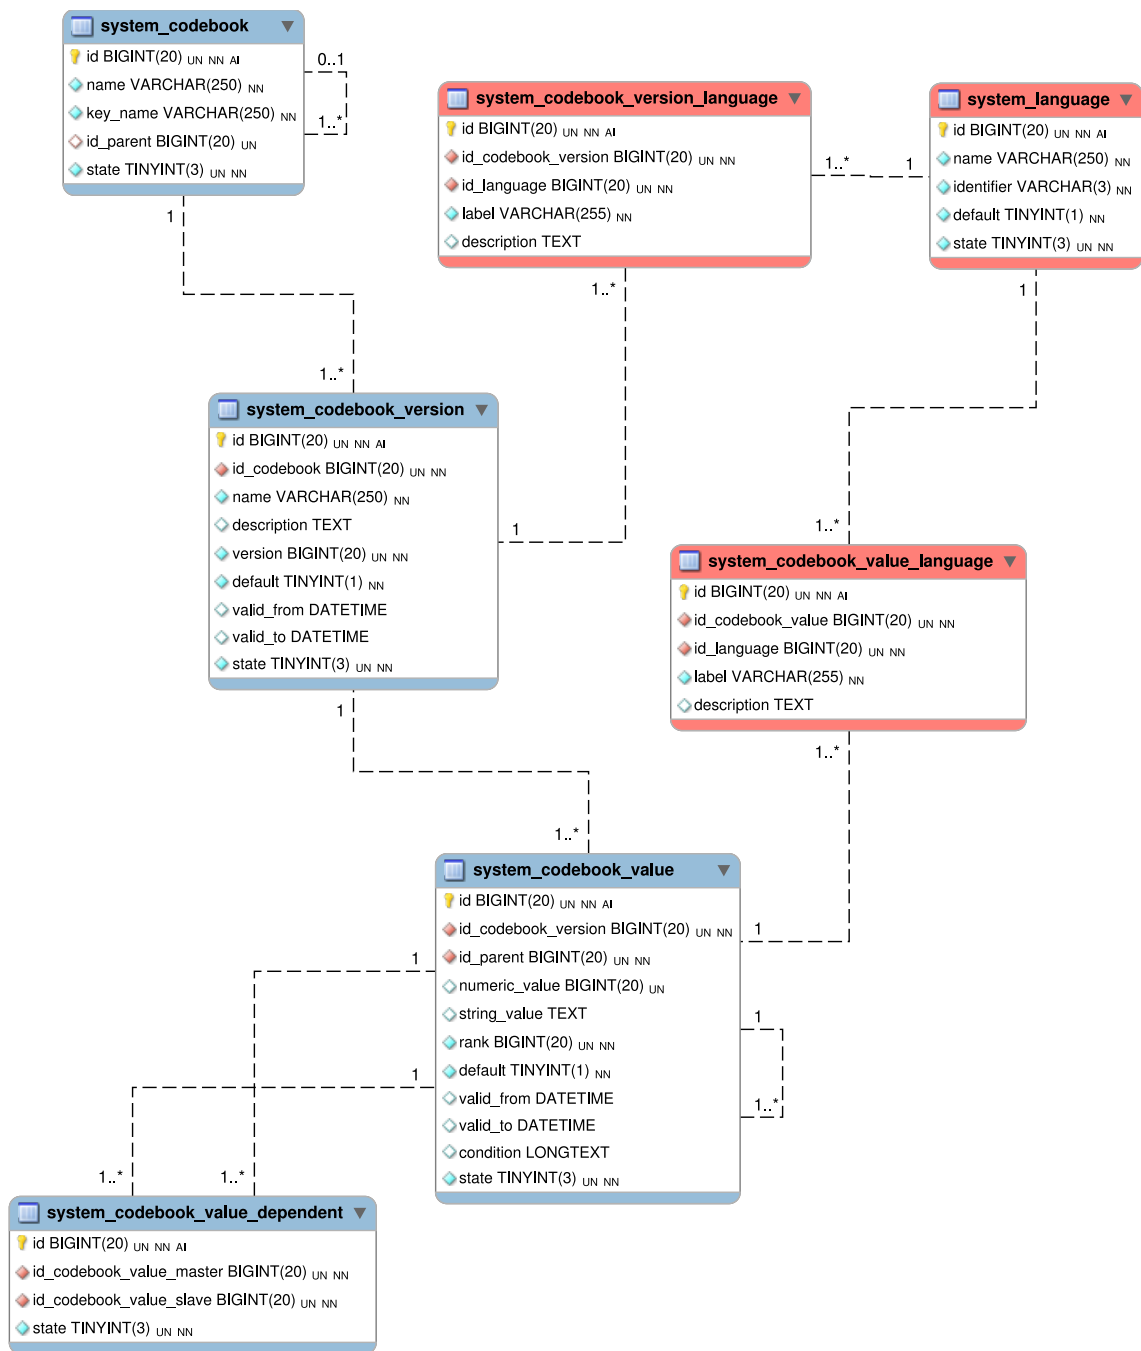 system_codebook
id BIGINT(20) UN NN AI
name VARCHAR(250) NN
key_name VARCHAR(250) NN
id_parent BIGINT(20) UN
state TINYINT(3) UN NN
0..1
1..*
1
system_codebook_version_language
id BIGINT(20) UN NN AI
id_codebook_version BIGINT(20) UN NN
id_language BIGINT(20) UN NN
label VARCHAR(255) NN
description TEXT
1..*
1
1..*
system_language
id BIGINT(20) UN NN AI
name VARCHAR(250) NN
identifier VARCHAR(3) NN
default TINYINT(1) NN
state TINYINT(3) UN NN
1
1..*
system_codebook_version
id BIGINT(20) UN NN AI
id_codebook BIGINT(20) UN NN
name VARCHAR(250) NN
description TEXT
version BIGINT(20) UN NN
default TINYINT(1) NN
valid_from DATETIME
valid_to DATETIME
state TINYINT(3) UN NN
1
1
1..*
system_codebook_value_language
id BIGINT(20) UN NN AI
id_codebook_value BIGINT(20) UN NN
id_language BIGINT(20) UN NN
label VARCHAR(255) NN
description TEXT
1..*
1..*
system_codebook_value
id BIGINT(20) UN NN AI
id_codebook_version BIGINT(20) UN NN
id_parent BIGINT(20) UN NN
numeric_value BIGINT(20) UN
string_value TEXT
rank BIGINT(20) UN NN
default TINYINT(1) NN
valid_from DATETIME
valid_to DATETIME
condition LONGTEXT
state TINYINT(3) UN NN
1
1
1
1
1..*
1..*
1..*
system_codebook_value_dependent
id BIGINT(20) UN NN AI
id_codebook_value_master BIGINT(20) UN NN
id_codebook_value_slave BIGINT(20) UN NN
state TINYINT(3) UN NN